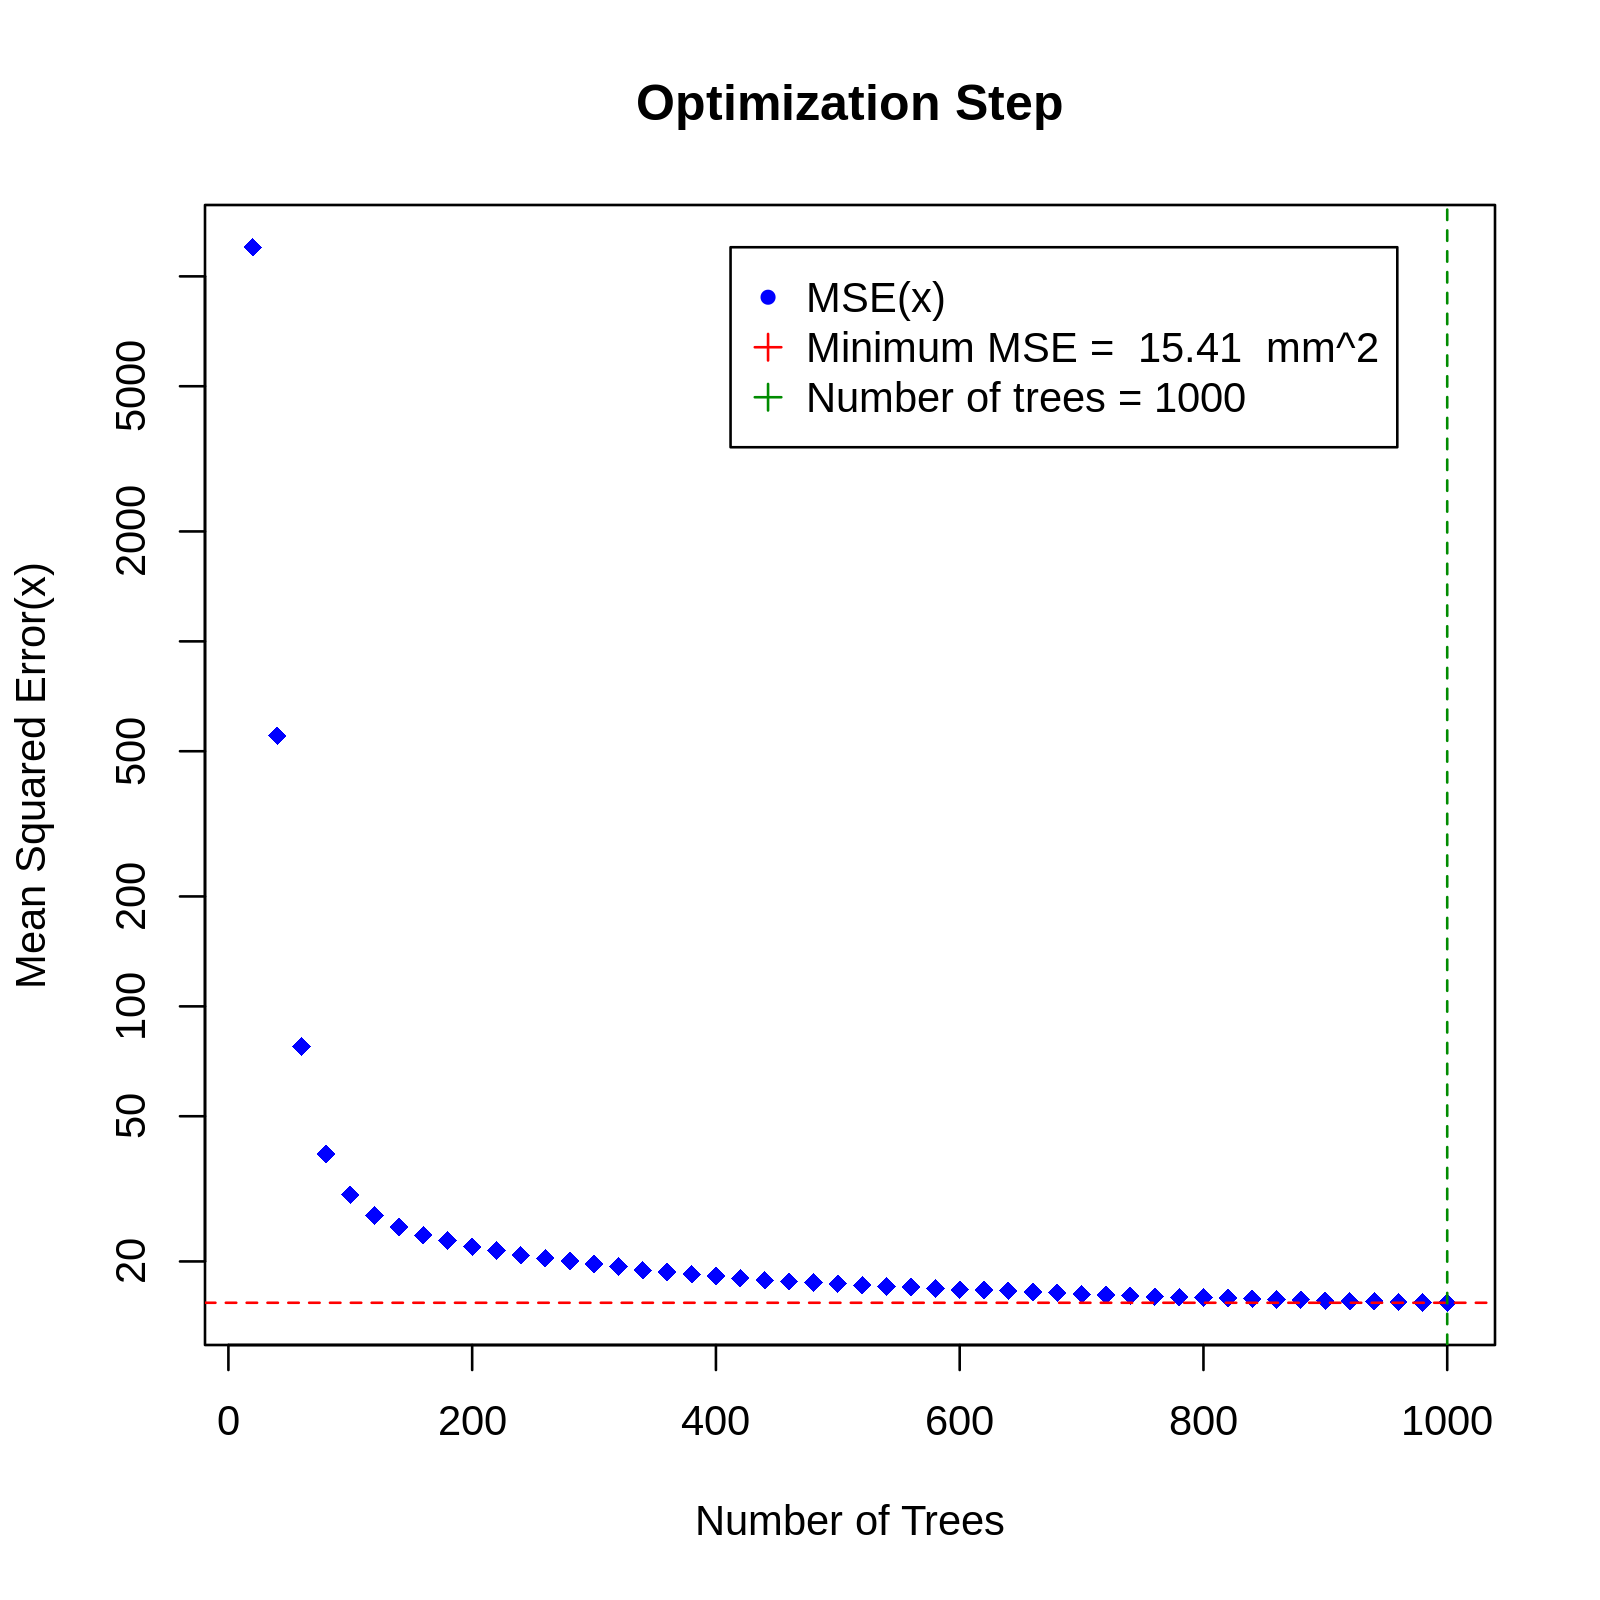 Optimization Step
MSE(x)
Minimum MSE =  15.41  mm^2
Number of trees = 1000
Mean Squared Error(x)
5000
2000
500
200
100
50
20
0 200 400 600 800 1000
Number of Trees